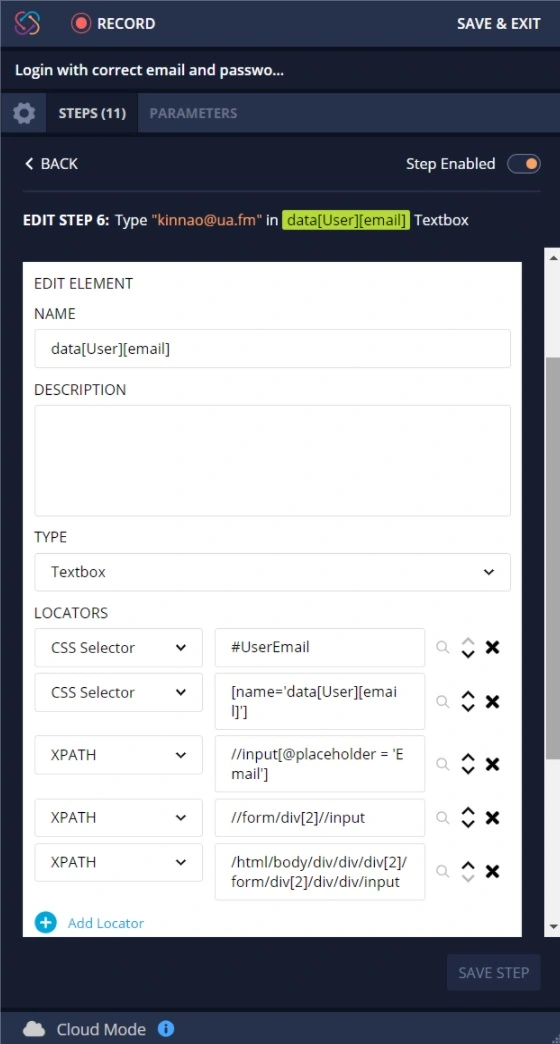 RECORD SAVE & EXIT
Login with correct email and passwo...
STEPS (11) PARAMETERS
BACK Step Enabled
EDIT STEP 6: Type "kinnao@ua.fm" in data[User][email] Textbox
EDIT ELEMENT
NAME
data[User][email]
DESCRIPTION
TYPE
Textbox
LOCATORS
CSS Selector #UserEmail
CSS Selector [name='data[User][emai
l]']
XPATH //input[@placeholder = 'E
mail']
XPATH //form/div[2]//input
XPATH /html/body/div/div/div[2]/
form/div[2]/div/div/input
Add Locator
SAVE STEP
Cloud Mode